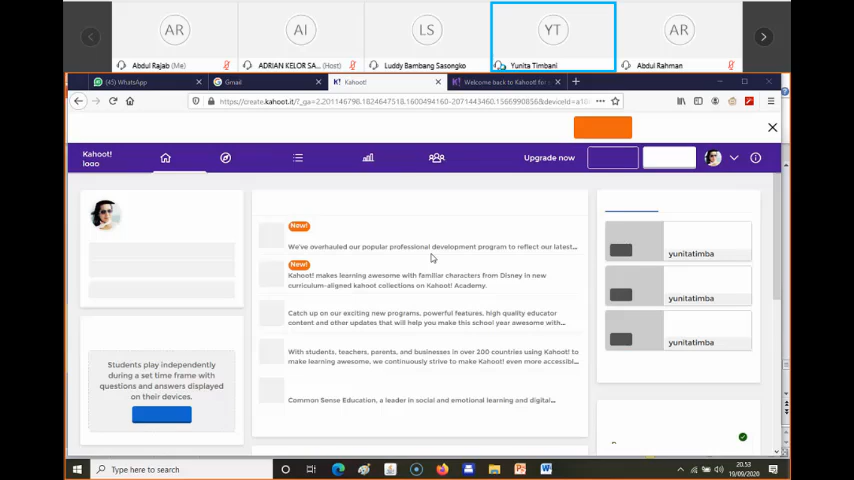 AR
AI
LS
YT
AR
Abdul Rajab (Me)
ADRIAN KELOR SA... (Host)
Luddy Bambang Sasongko
Yunita Timbani
Abdul Rahman
(45) WhatsApp
Gmail
Kahoot!
Welcome back to Kahoot! for s
https://create.kahoot.it/?_ga=2.201146798.1824647518.1600494160-2071443460.1566990856&deviceId=a18
Kahoot!
logo
Upgrade now
New!
We've overhauled our popular professional development program to reflect our latest...
New!
Kahoot! makes learning awesome with familiar characters from Disney in new
curriculum-aligned kahoot collections on Kahoot! Academy.
Catch up on our exciting new programs, powerful features, high quality educator
content and other updates that will help you make this school year awesome with...
With students, teachers, parents, and businesses in over 200 countries using Kahoot! to
make learning awesome, we continuously strive to make Kahoot! even more accessibl...
Common Sense Education, a leader in social and emotional learning and digital...
yunitatimba
yunitatimba
yunitatimba
Students play independently
during a set time frame with
questions and answers displayed
on their devices.
Type here to search
20.53
19/09/2020